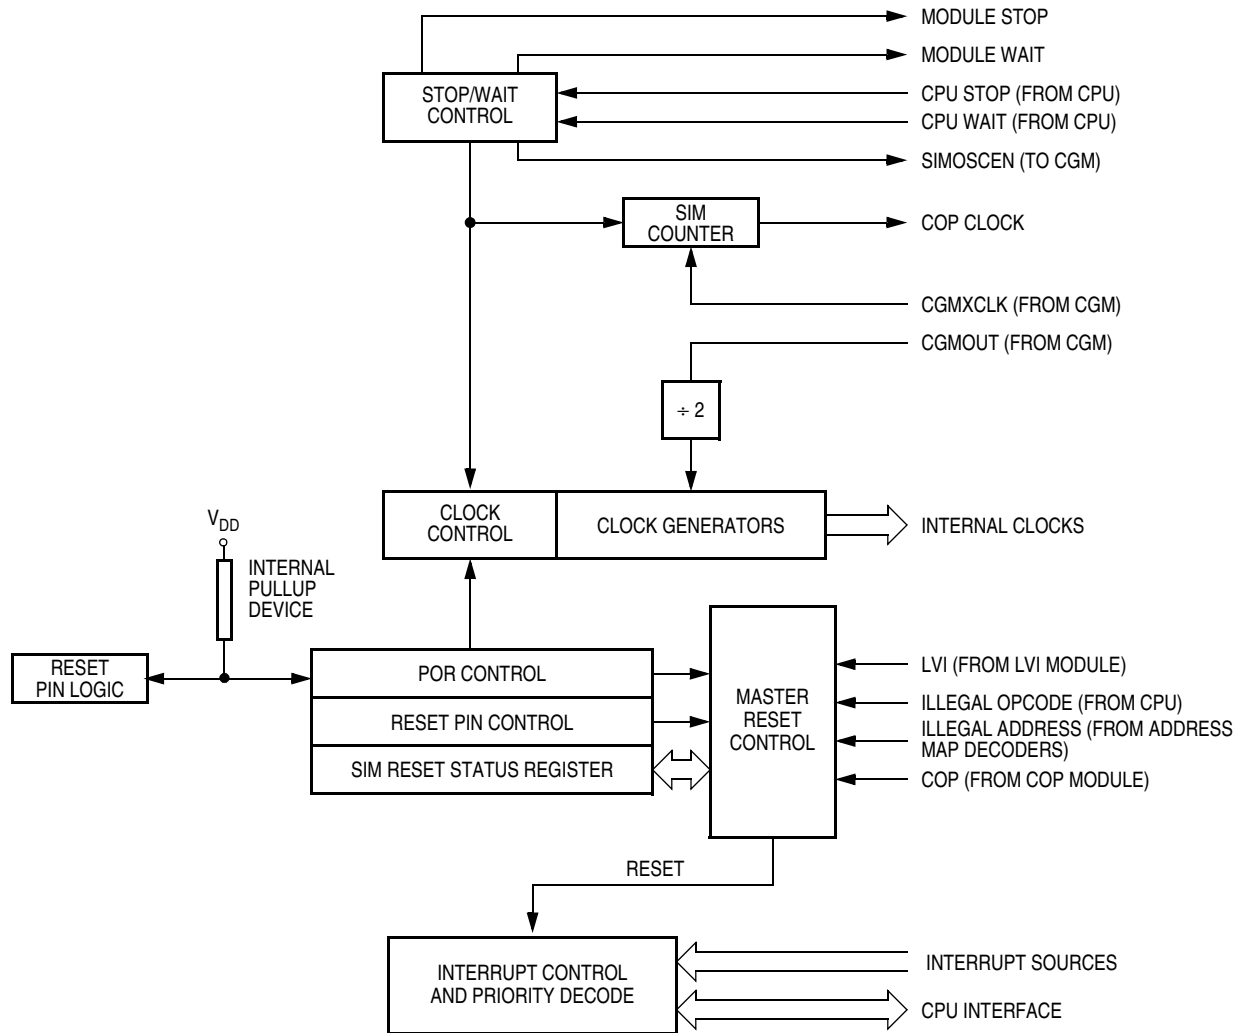 MODULE STOP
MODULE WAIT
STOP/WAIT
CONTROL
CPU STOP (FROM CPU)
CPU WAIT (FROM CPU)
SIMOSCEN (TO CGM)
SIM
COUNTER
COP CLOCK
CGMXCLK (FROM CGM)
CGMOUT (FROM CGM)
÷ 2
CLOCK
CONTROL
CLOCK GENERATORS
INTERNAL CLOCKS
VDD
INTERNAL
PULLUP
DEVICE
RESET
PIN LOGIC
POR CONTROL
RESET PIN CONTROL
SIM RESET STATUS REGISTER
MASTER
RESET
CONTROL
LVI (FROM LVI MODULE)
ILLEGAL OPCODE (FROM CPU)
ILLEGAL ADDRESS (FROM ADDRESS
MAP DECODERS)
COP (FROM COP MODULE)
RESET
INTERRUPT CONTROL
AND PRIORITY DECODE
INTERRUPT SOURCES
CPU INTERFACE